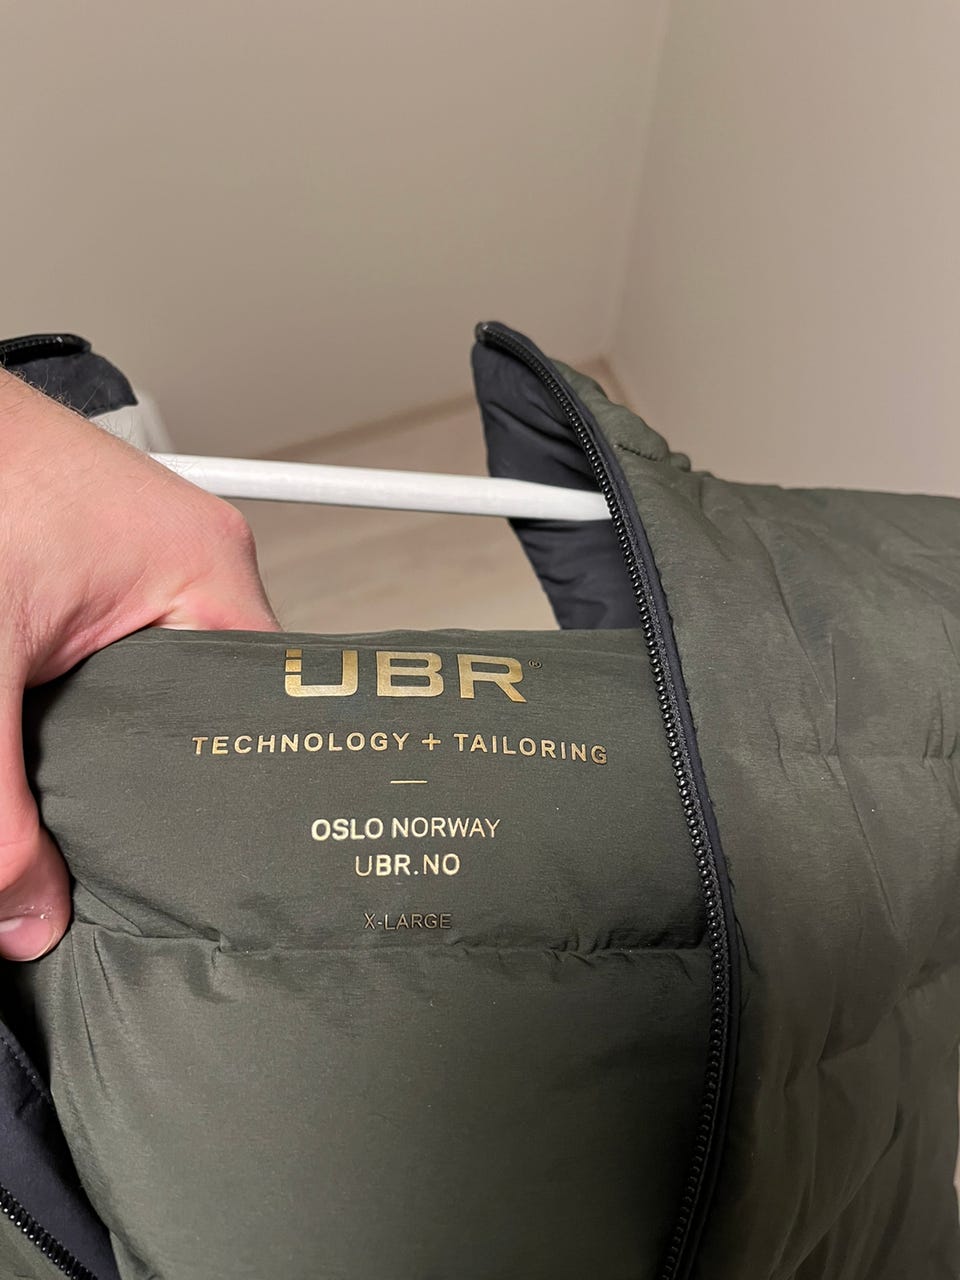 UBR®
TECHNOLOGY + TAILORING
OSLO NORWAY
UBR.NO
X-LARGE